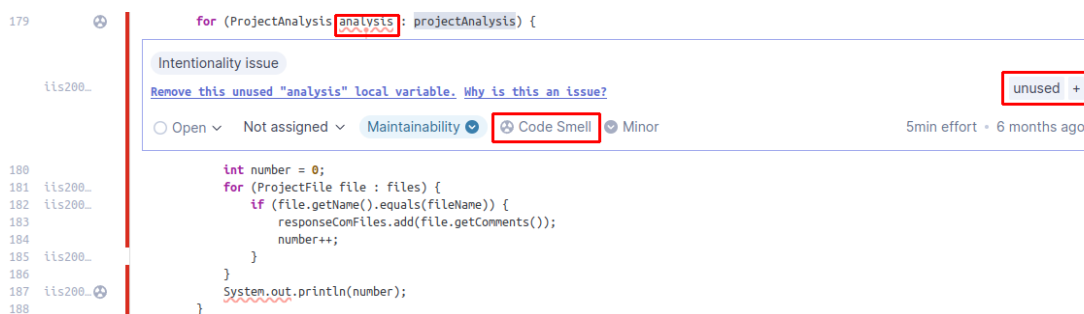 179 for (ProjectAnalysis analysis : projectAnalysis) {
Intentionality issue
iis200… Remove this unused "analysis" local variable. Why is this an issue? unused +
Open Not assigned Maintainability Code Smell Minor 5min effort • 6 months ago
180 int number = 0;
181 iis200… for (ProjectFile file : files) {
182 iis200… if (file.getName().equals(fileName)) {
183 responseComFiles.add(file.getComments());
184 number++;
185 iis200… }
186 }
187 iis200… System.out.println(number);
188 }